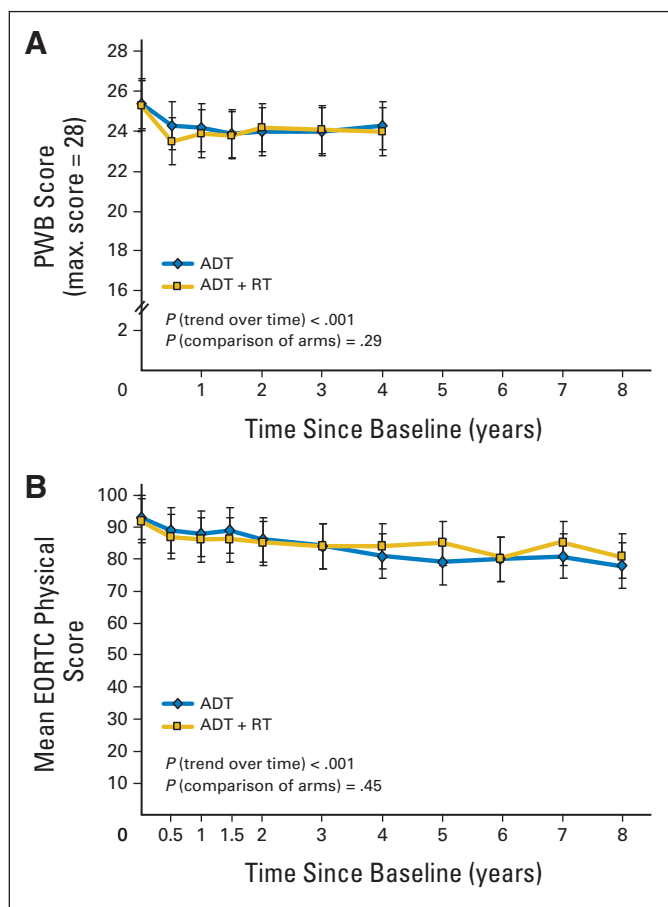 A
28
26
24
22
20
18
16
2
0
PWB Score
(max. score = 28)
ADT
ADT + RT
P (trend over time) < .001
P (comparison of arms) = .29
1 2 3 4 5 6 7 8
Time Since Baseline (years)
B
100
90
80
70
60
50
40
30
20
10
0
Mean EORTC Physical
Score
ADT
ADT + RT
P (trend over time) < .001
P (comparison of arms) = .45
0.5 1 1.5 2 3 4 5 6 7 8
Time Since Baseline (years)